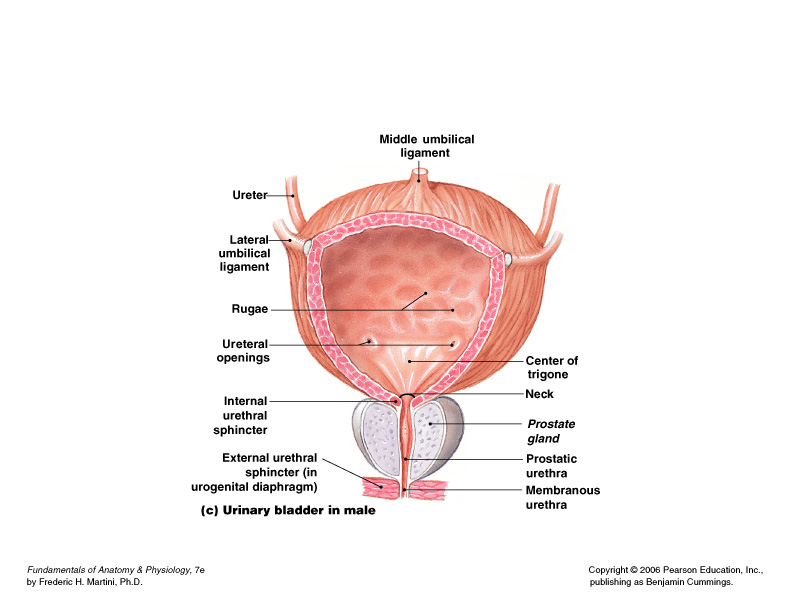 Middle umbilical
ligament
Ureter
Lateral
umbilical
ligament
Rugae
Ureteral
openings
Center of
trigone
Neck
Internal
urethral
sphincter
Prostate
gland
External urethral
sphincter (in
urogenital diaphragm)
Prostatic
urethra
Membranous
urethra
(c) Urinary bladder in male
Fundamentals of Anatomy & Physiology, 7e
by Frederic H. Martini, Ph.D.
Copyright © 2006 Pearson Education, Inc.,
publishing as Benjamin Cummings.